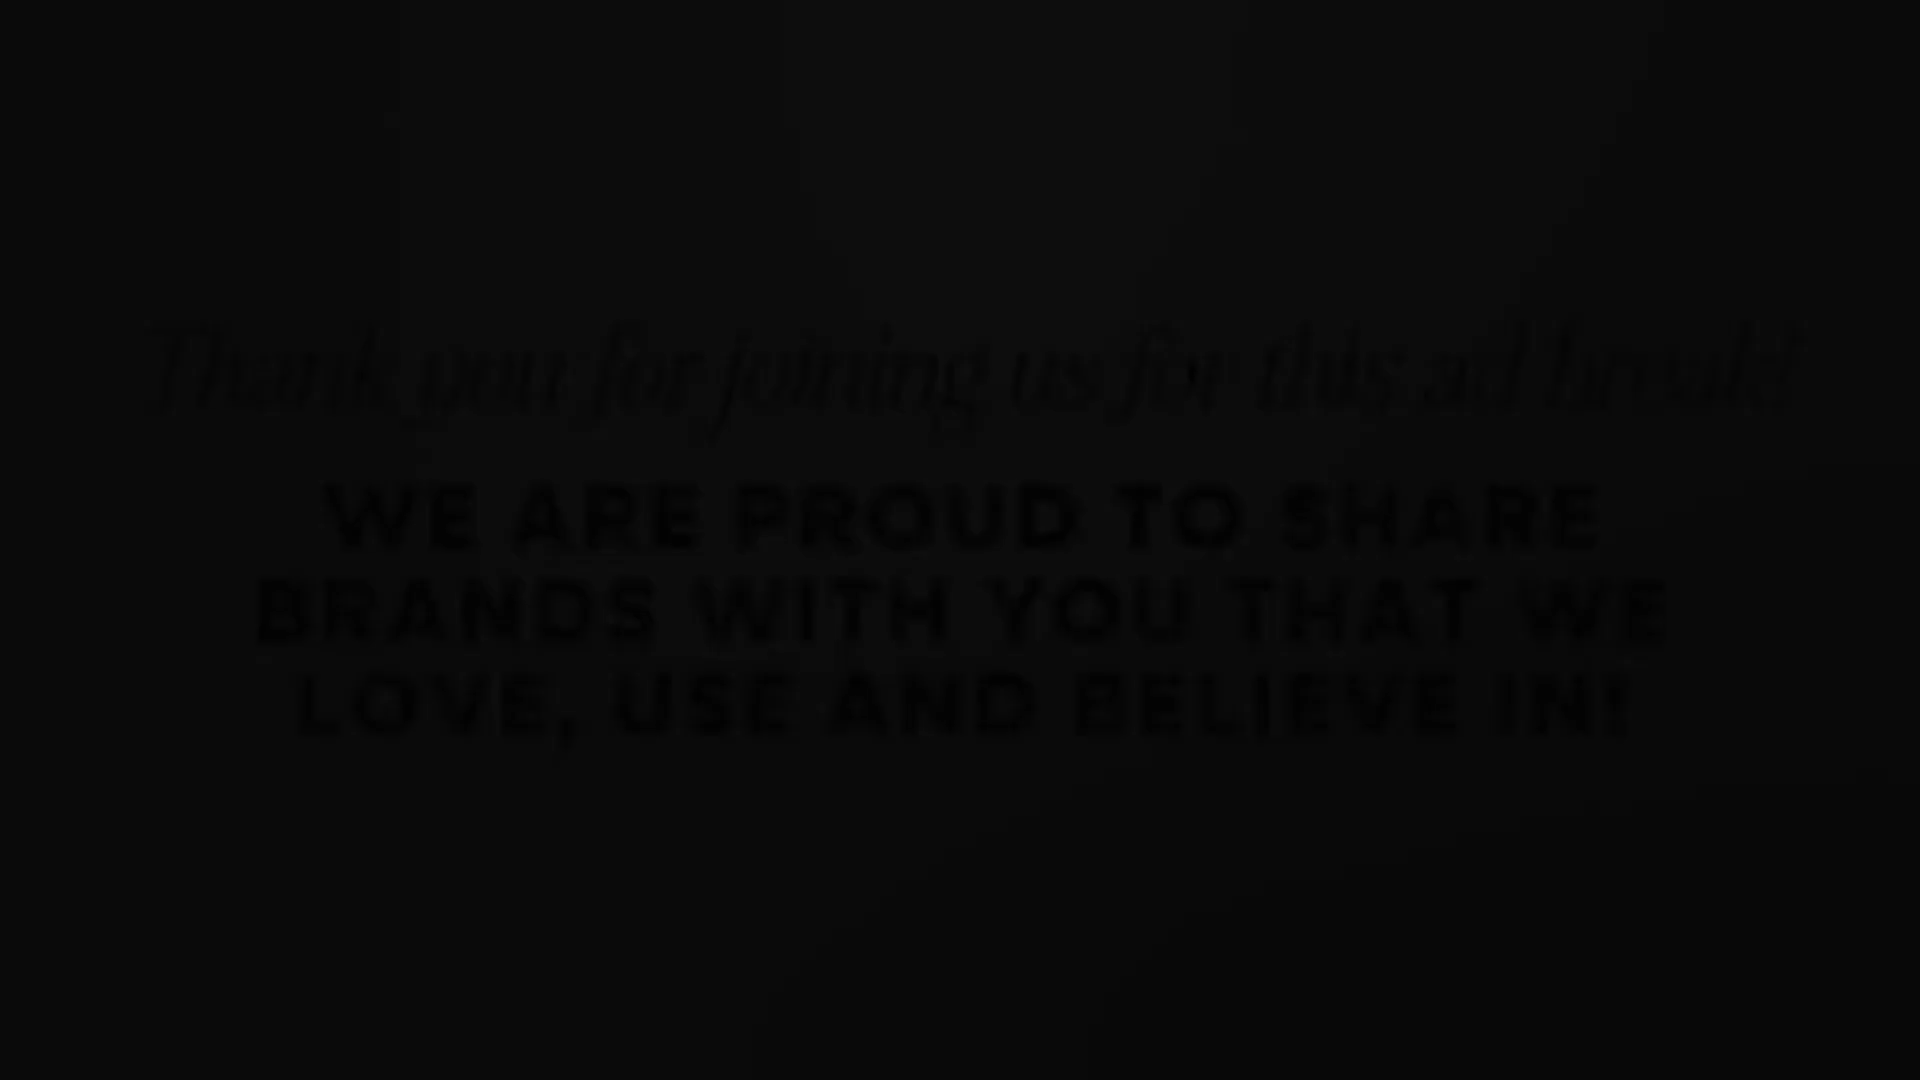 Thank you for joining us for this ad break!
WE ARE PROUD TO SHARE
BRANDS WITH YOU THAT WE
LOVE, USE AND BELIEVE IN!